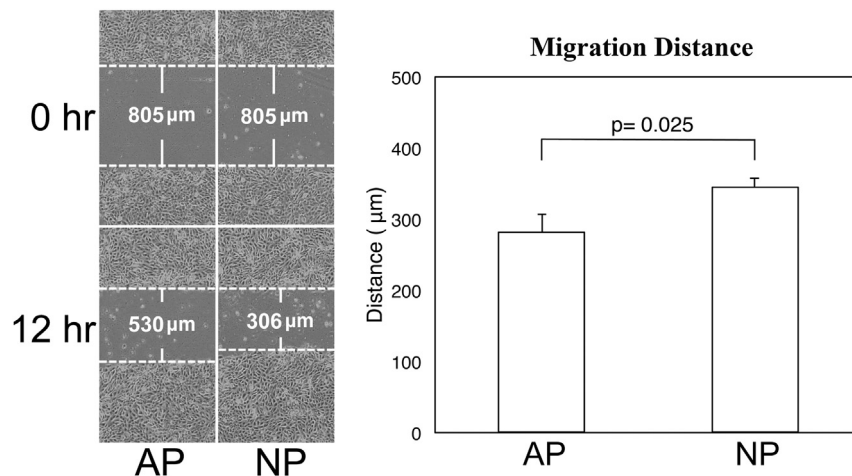 0 hr
805 µm
805 µm
12 hr
530 µm
306 µm
AP
NP
Migration Distance
500
400
300
200
100
0
Distance ( µm)
p= 0.025
AP
NP